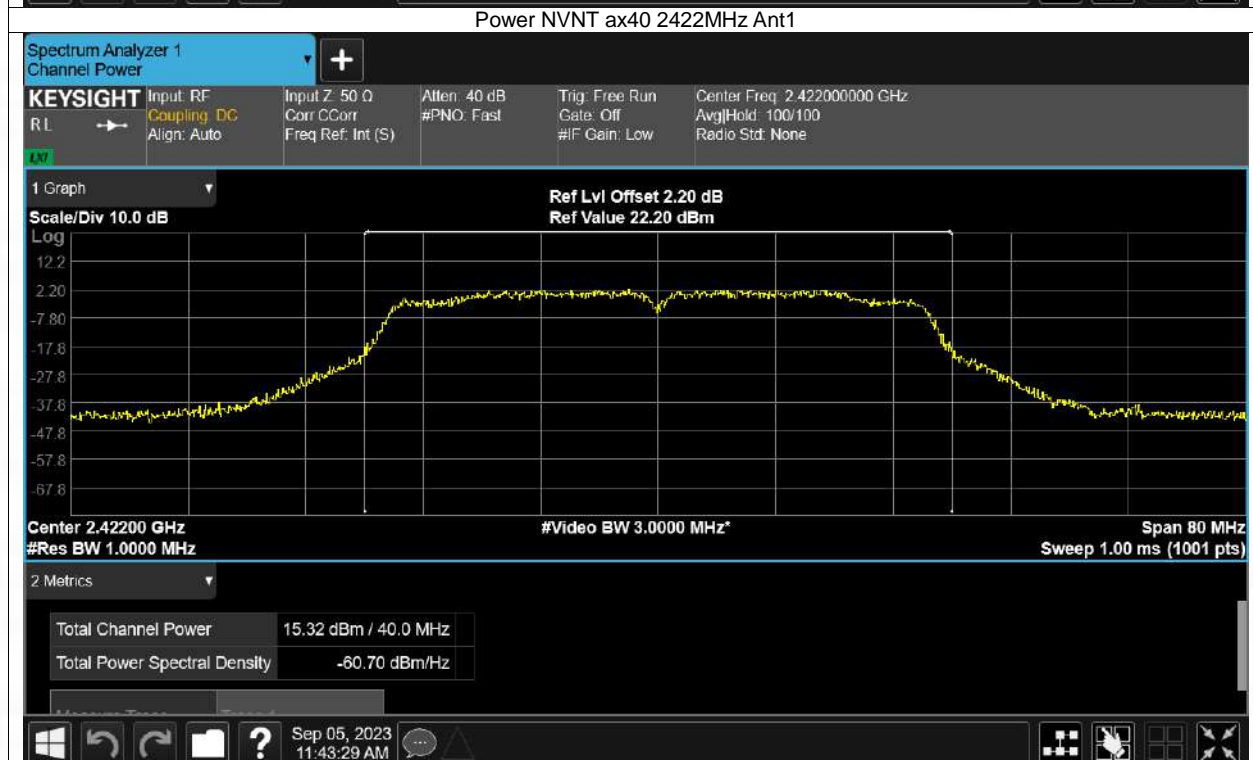 Power NVNT ax40 2422MHz Ant1
Spectrum Analyzer 1
Channel Power
+
KEYSIGHT
RL
LXI
Input: RF
Coupling: DC
Align: Auto
Input Z: 50 Ω
Corr CCorr
Freq Ref: Int (S)
Atten: 40 dB
#PNO: Fast
Trig: Free Run
Gate: Off
#IF Gain: Low
Center Freq: 2.422000000 GHz
Avg|Hold: 100/100
Radio Std: None
1 Graph
Scale/Div 10.0 dB
Ref Lvl Offset 2.20 dB
Ref Value 22.20 dBm
Log
12.2
2.20
-7.80
-17.8
-27.8
-37.8
-47.8
-57.8
-67.8
Center 2.42200 GHz
#Video BW 3.0000 MHz*
Span 80 MHz
#Res BW 1.0000 MHz
Sweep 1.00 ms (1001 pts)
2 Metrics
Total Channel Power 15.32 dBm / 40.0 MHz
Total Power Spectral Density -60.70 dBm/Hz
?
Sep 05, 2023
11:43:29 AM